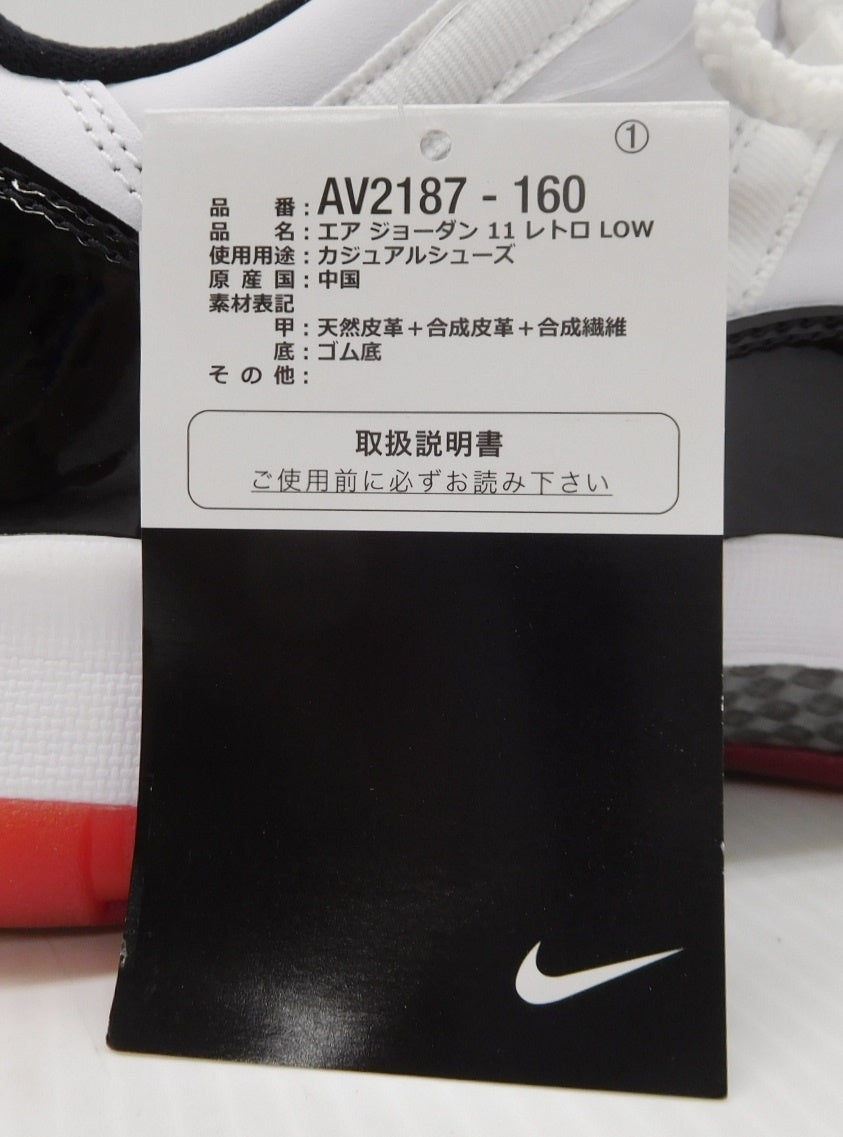 ①
品番：AV2187 - 160
品名：エア ジョーダン 11 レトロ LOW
使用用途：カジュアルシューズ
原産国：中国
素材表記
甲：天然皮革＋合成皮革＋合成繊維
底：ゴム底
その他：
取扱説明書
ご使用前に必ずお読み下さい